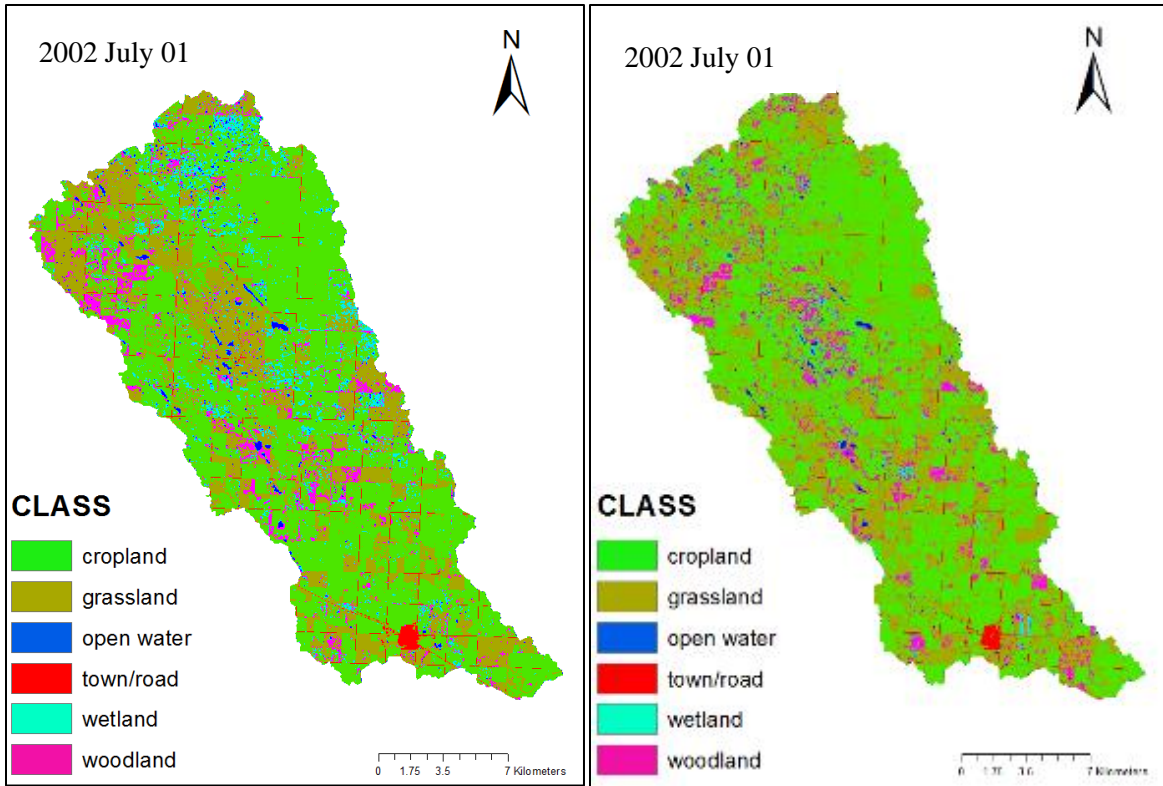 2002 July 01
N
CLASS
cropland
grassland
open water
town/road
wetland
woodland
0 1.75 3.5 7 Kilometers
2002 July 01
N
CLASS
cropland
grassland
open water
town/road
wetland
woodland
0 7 Kilometers